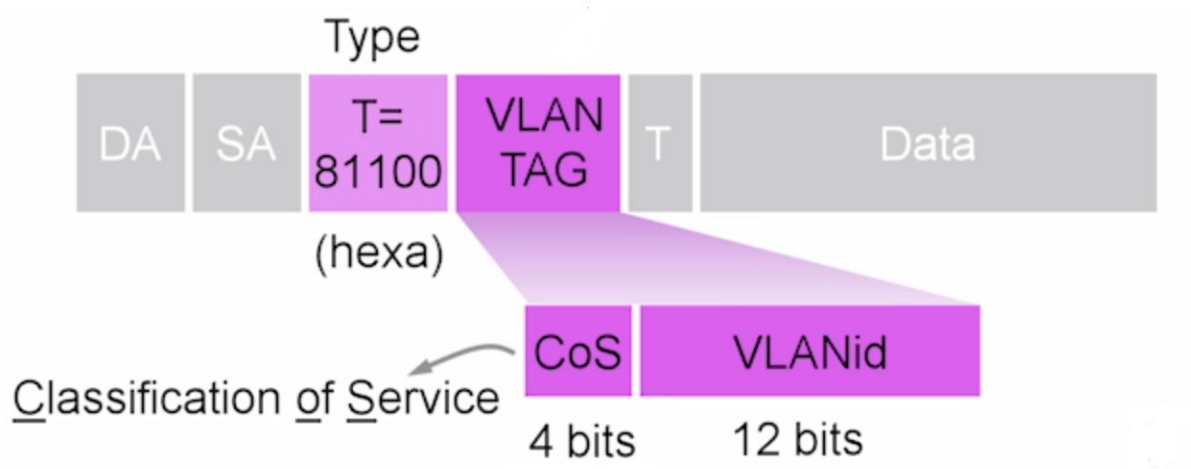 Type
DA
SA
T=
81100
VLAN
TAG
T
Data
(hexa)
CoS
VLANid
Classification of Service
4 bits
12 bits